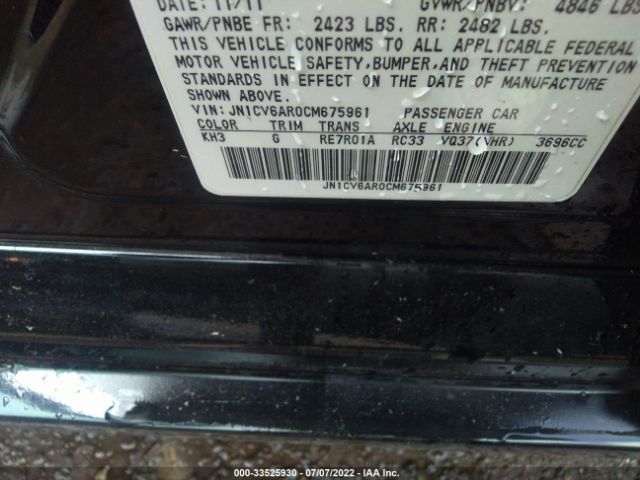 DATE: 11/11 GVWR/PNBV: 4846 LBS
GAWR/PNBE FR: 2423 LBS. RR: 2482 LBS.
THIS VEHICLE CONFORMS TO ALL APPLICABLE FEDERAL
MOTOR VEHICLE SAFETY, BUMPER, AND THEFT PREVENTION
STANDARDS IN EFFECT ON THE DATE OF MANUFACTURE
SHOWN ABOVE.
VIN: JN1CV6AR0CM675961 PASSENGER CAR
COLOR TRIM TRANS AXLE ENGINE
KH3 G RE7R01A RC33 VQ37(VHR) 3696CC
JN1CV6AR0CM675961
000-33525930 - 07/07/2022 - IAA Inc.